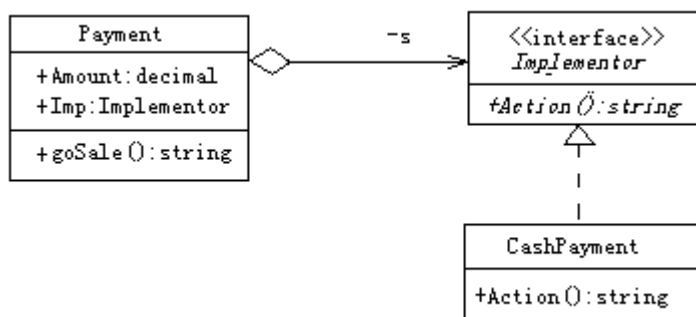 Payment
+Amount:decimal
+Imp:Implementor
+goSale():string
-s
<<interface>>
Implementor
+Action():string
CashPayment
+Action():string